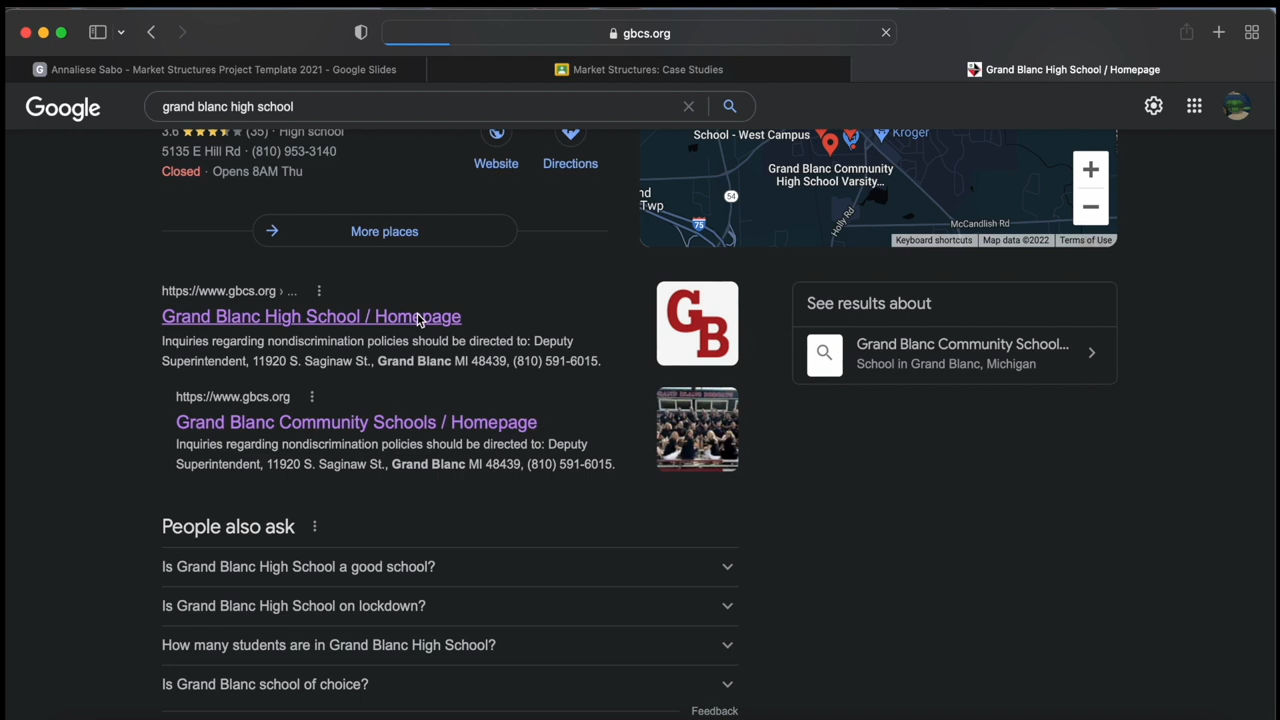 gbcs.org
G Annaliese Sabo - Market Structures Project Template 2021 - Google Slides
Market Structures: Case Studies
Grand Blanc High School / Homepage
Google
grand blanc high school
3.6 (35) · High school
5135 E Hill Rd · (810) 953-3140
Closed · Opens 8AM Thu
Website
Directions
School - West Campus
Kroger
Grand Blanc Community
High School Varsity...
nd
Twp
54
75
Holly Rd
McCandlish Rd
Keyboard shortcuts
Map data ©2022
Terms of Use
More places
https://www.gbcs.org › ...
Grand Blanc High School / Homepage
Inquiries regarding nondiscrimination policies should be directed to: Deputy
Superintendent, 11920 S. Saginaw St., Grand Blanc MI 48439, (810) 591-6015.
GB
See results about
Grand Blanc Community School...
School in Grand Blanc, Michigan
https://www.gbcs.org
Grand Blanc Community Schools / Homepage
Inquiries regarding nondiscrimination policies should be directed to: Deputy
Superintendent, 11920 S. Saginaw St., Grand Blanc MI 48439, (810) 591-6015.
People also ask
Is Grand Blanc High School a good school?
Is Grand Blanc High School on lockdown?
How many students are in Grand Blanc High School?
Is Grand Blanc school of choice?
Feedback